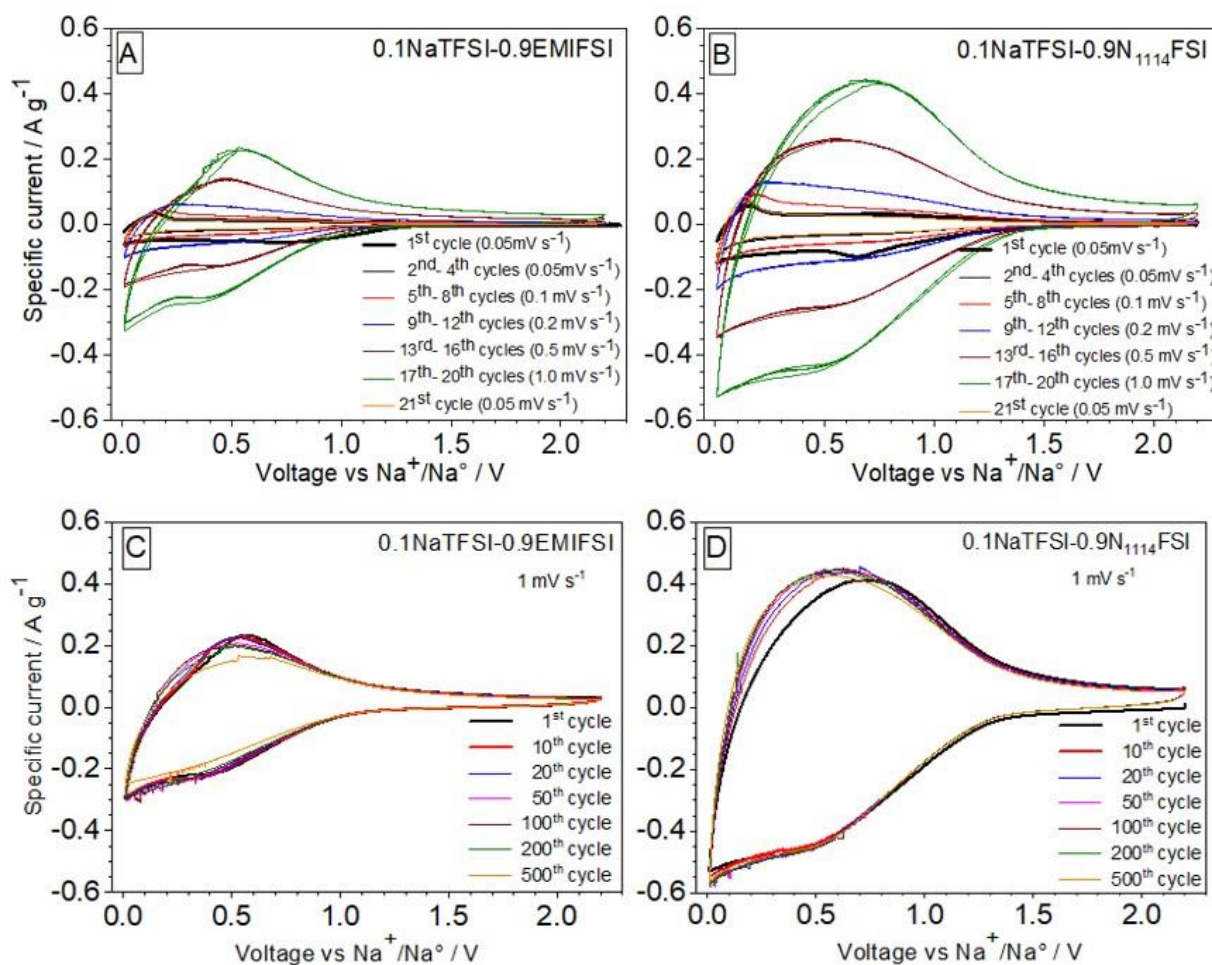 A
0.1NaTFSI-0.9EMIFSI
0.6
0.4
0.2
0.0
-0.2
-0.4
-0.6
Specific current / A g⁻¹
1ˢᵗ cycle (0.05mV s⁻¹)
2ⁿᵈ- 4ᵗʰ cycles (0.05mV s⁻¹)
5ᵗʰ- 8ᵗʰ cycles (0.1 mV s⁻¹)
9ᵗʰ- 12ᵗʰ cycles (0.2 mV s⁻¹)
13ʳᵈ- 16ᵗʰ cycles (0.5 mV s⁻¹)
17ᵗʰ- 20ᵗʰ cycles (1.0 mV s⁻¹)
21ˢᵗ cycle (0.05 mV s⁻¹)
0.0 0.5 1.0 1.5 2.0
Voltage vs Na⁺/Na° / V
B
0.1NaTFSI-0.9N₁₁₁₄FSI
0.6
0.4
0.2
0.0
-0.2
-0.4
-0.6
1ˢᵗ cycle (0.05mV s⁻¹)
2ⁿᵈ- 4ᵗʰ cycles (0.05mV s⁻¹)
5ᵗʰ- 8ᵗʰ cycles (0.1 mV s⁻¹)
9ᵗʰ- 12ᵗʰ cycles (0.2 mV s⁻¹)
13ʳᵈ- 16ᵗʰ cycles (0.5 mV s⁻¹)
17ᵗʰ- 20ᵗʰ cycles (1.0 mV s⁻¹)
21ˢᵗ cycle (0.05 mV s⁻¹)
0.0 0.5 1.0 1.5 2.0
Voltage vs Na⁺/Na° / V
C
0.1NaTFSI-0.9EMIFSI
1 mV s⁻¹
0.6
0.4
0.2
0.0
-0.2
-0.4
-0.6
Specific current / A g⁻¹
1ˢᵗ cycle
10ᵗʰ cycle
20ᵗʰ cycle
50ᵗʰ cycle
100ᵗʰ cycle
200ᵗʰ cycle
500ᵗʰ cycle
0.0 0.5 1.0 1.5 2.0
Voltage vs Na⁺/Na° / V
D
0.1NaTFSI-0.9N₁₁₁₄FSI
1 mV s⁻¹
0.6
0.4
0.2
0.0
-0.2
-0.4
-0.6
1ˢᵗ cycle
10ᵗʰ cycle
20ᵗʰ cycle
50ᵗʰ cycle
100ᵗʰ cycle
200ᵗʰ cycle
500ᵗʰ cycle
0.0 0.5 1.0 1.5 2.0
Voltage vs Na⁺/Na° / V